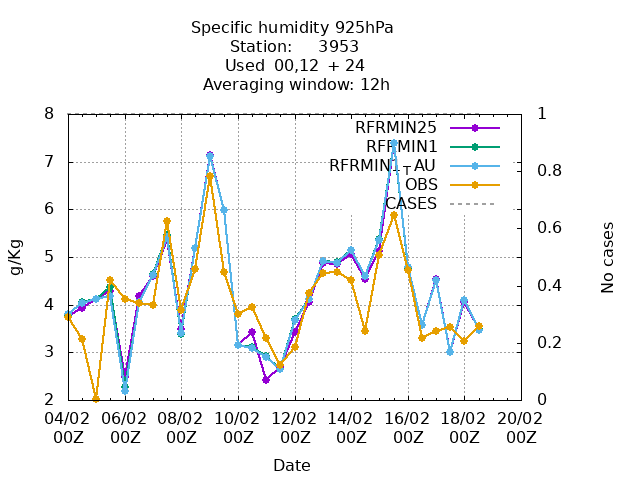 Specific humidity 925hPa
Station: 3953
Used 00,12 + 24
Averaging window: 12h
8 1
RFRMIN25
RFRMIN1
7 0.8
RFRMIN1_TAU
OBS
6 0.6
CASES
g/Kg
No cases
5
4 0.4
3 0.2
2 0
04/02 06/02 08/02 10/02 12/02 14/02 16/02 18/02 20/02
00Z 00Z 00Z 00Z 00Z 00Z 00Z 00Z 00Z
Date